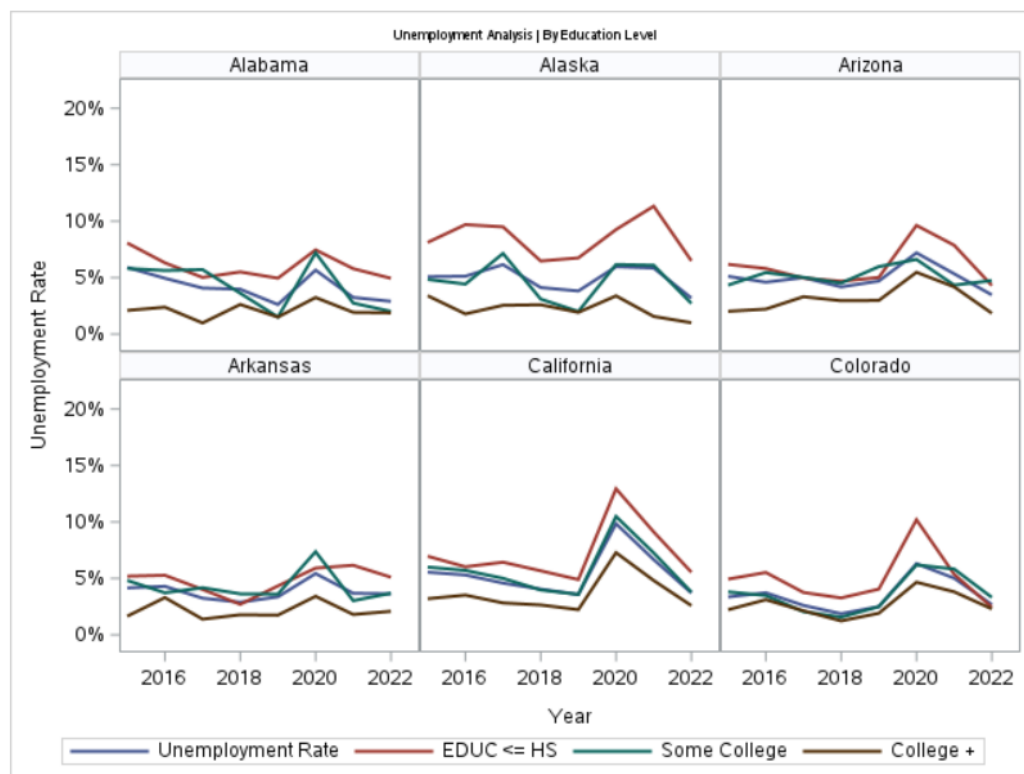 Unemployment Analysis | By Education Level
Alabama Alaska Arizona
20%
15%
10%
5%
0%
Unemployment Rate
Arkansas California Colorado
20%
15%
10%
5%
0%
2016 2018 2020 2022 2016 2018 2020 2022 2016 2018 2020 2022
Year
Unemployment Rate EDUC <= HS Some College College +